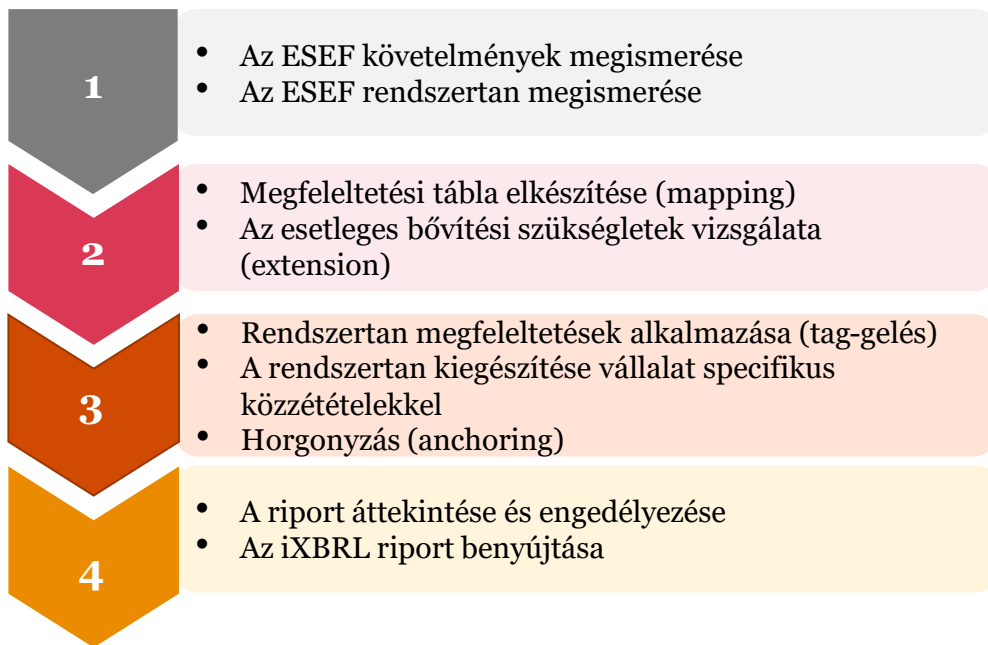 1
• Az ESEF követelmények megismerése
• Az ESEF rendszertan megismerése
2
• Megfeleltetési tábla elkészítése (mapping)
• Az esetleges bővítési szükségletek vizsgálata
(extension)
3
• Rendszertan megfeleltetések alkalmazása (tag-gelés)
• A rendszertan kiegészítése vállalat specifikus
közzétételekkel
• Horgonyzás (anchoring)
4
• A riport áttekintése és engedélyezése
• Az iXBRL riport benyújtása